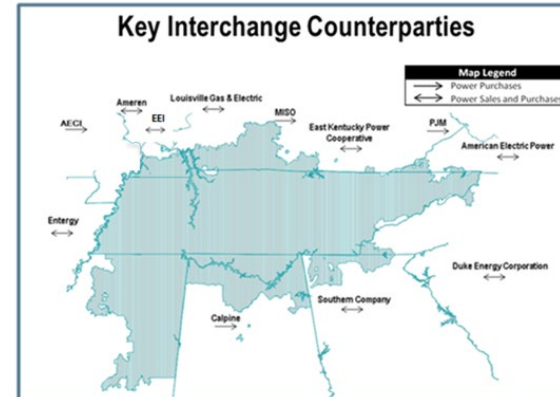 Key Interchange Counterparties
Map Legend
Power Purchases
Power Sales and Purchases
Louisville Gas & Electric
Ameren
MISO
AECI
EEI
East Kentucky Power
Cooperative
PJM
American Electric Power
Entergy
Duke Energy Corporation
Southern Company
Calpine